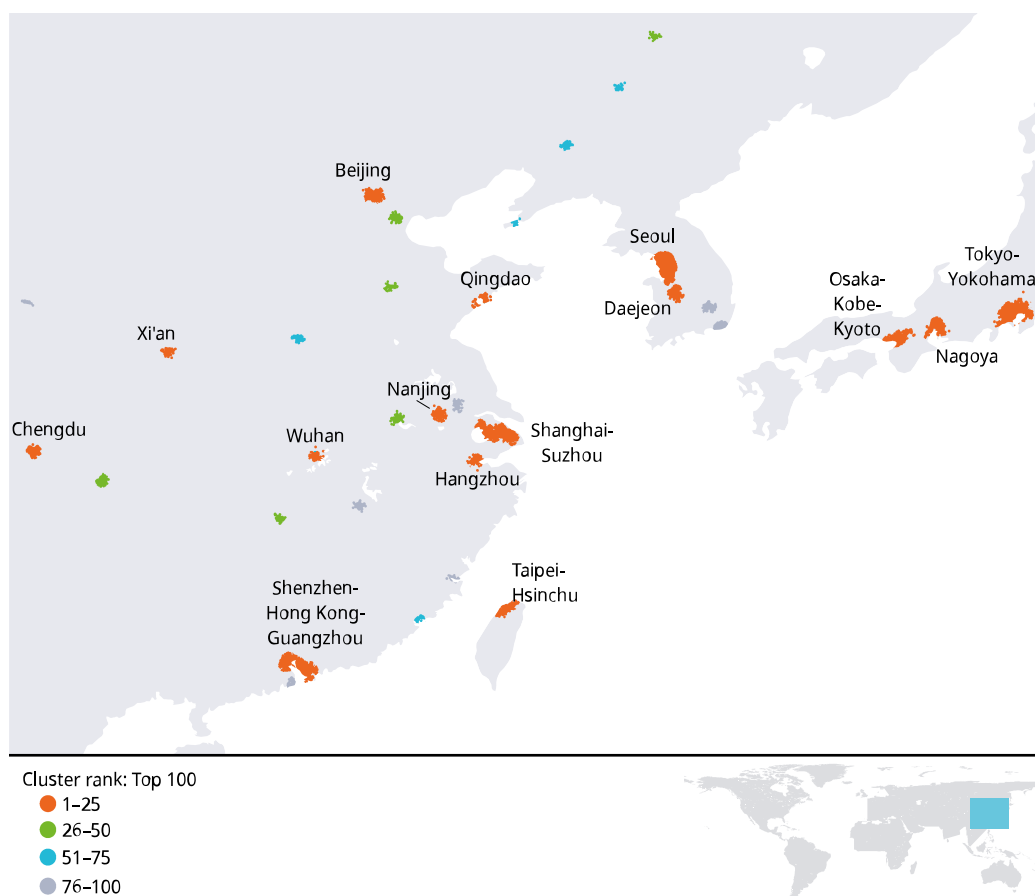 Beijing
Seoul
Tokyo-
Yokohama
Qingdao
Osaka-
Kobe-
Kyoto
Daejeon
Xi'an
Nagoya
Nanjing
Chengdu
Wuhan
Shanghai-
Suzhou
Hangzhou
Taipei-
Hsinchu
Shenzhen-
Hong Kong-
Guangzhou
Cluster rank: Top 100
1–25
26–50
51–75
76–100